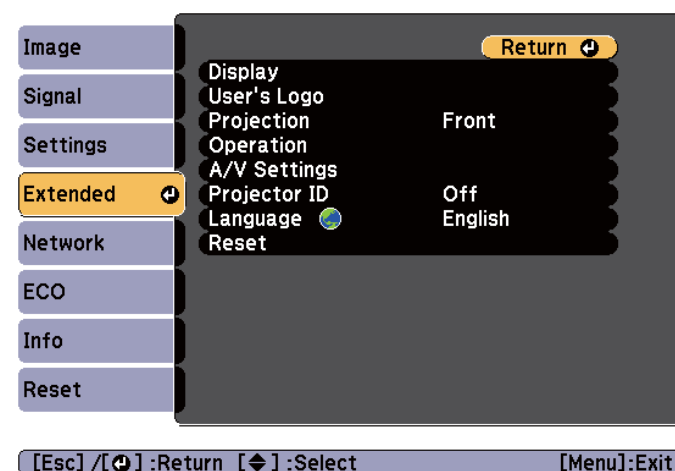 Image
Signal
Settings
Extended
Network
ECO
Info
Reset
Return
Display
User's Logo
Projection Front
Operation
A/V Settings
Projector ID Off
Language English
Reset
[Esc] /[ ] :Return [ ] :Select [Menu]:Exit